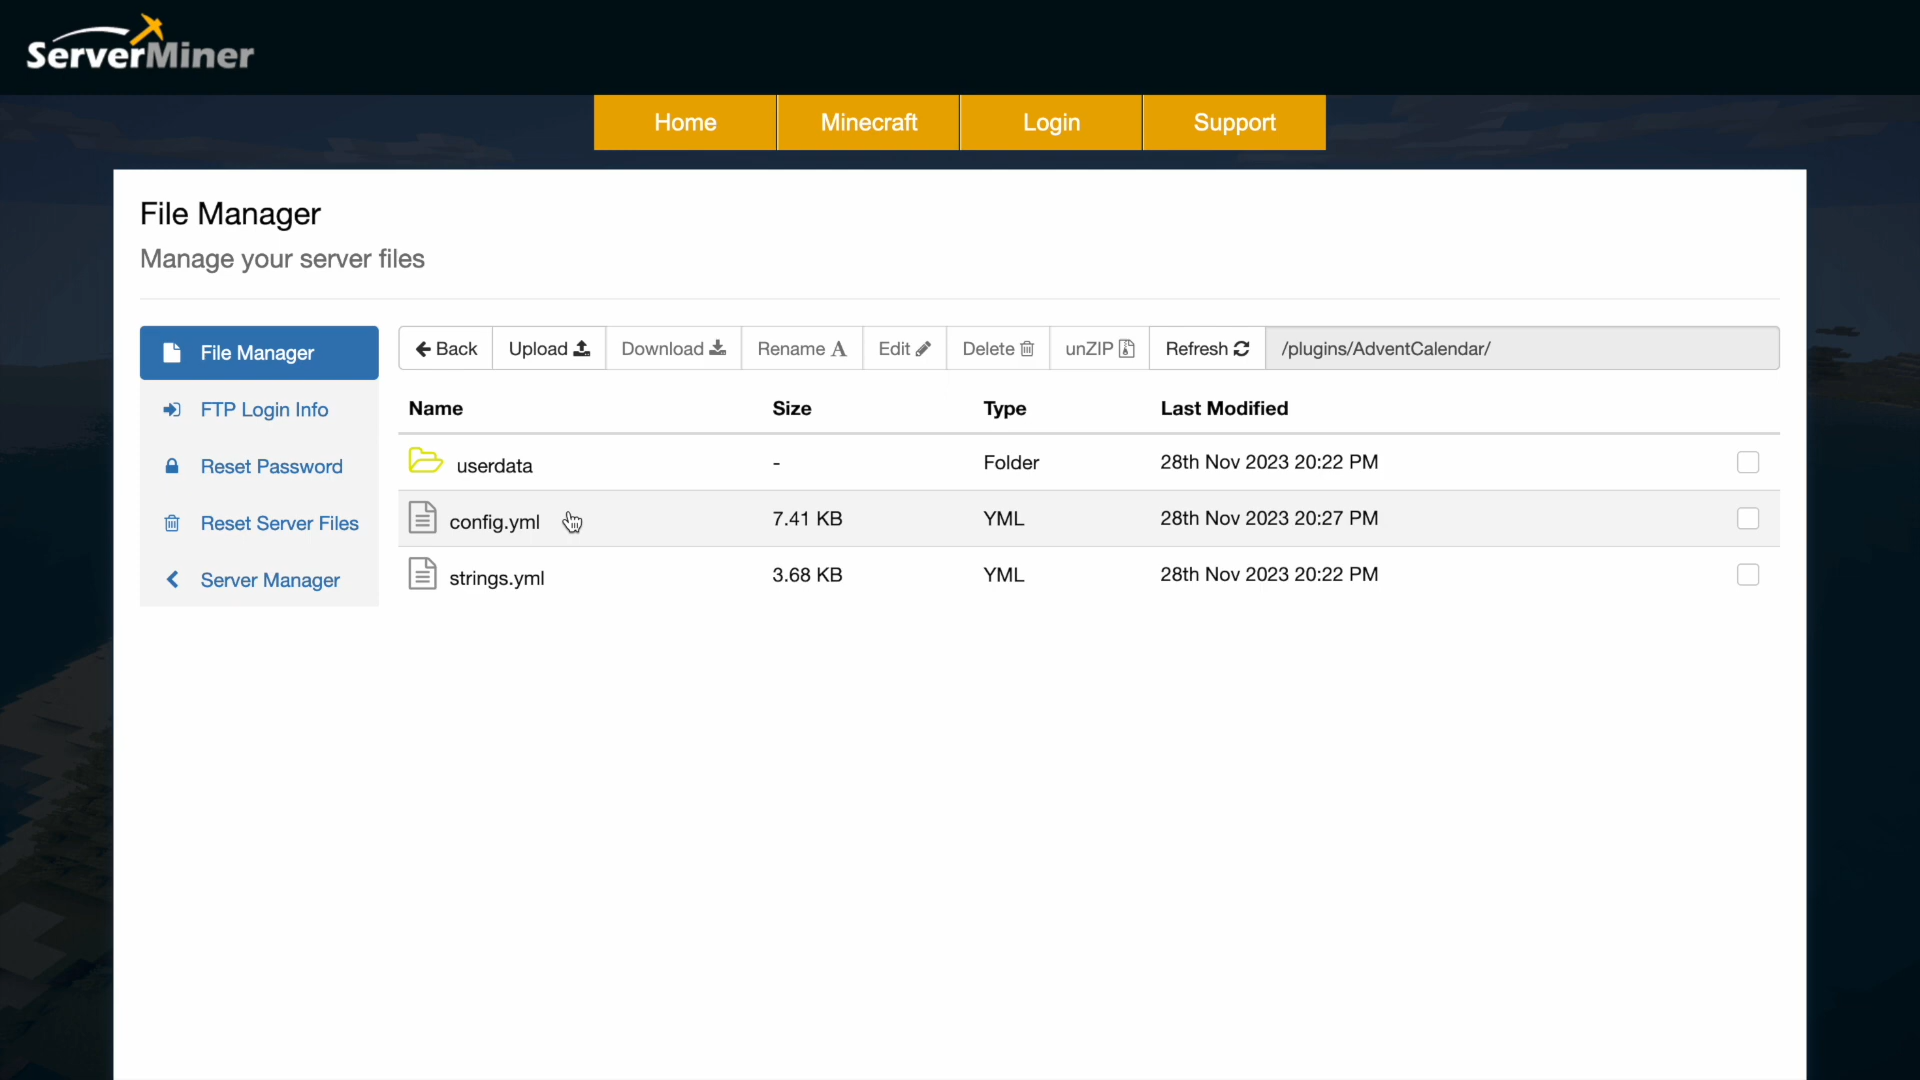 ServerMiner
Home Minecraft Login Support
File Manager
Manage your server files
File Manager
FTP Login Info
Reset Password
Reset Server Files
Server Manager
Back Upload Download Rename Edit Delete unZIP Refresh /plugins/AdventCalendar/
Name Size Type Last Modified
userdata - Folder 28th Nov 2023 20:22 PM
config.yml 7.41 KB YML 28th Nov 2023 20:27 PM
strings.yml 3.68 KB YML 28th Nov 2023 20:22 PM